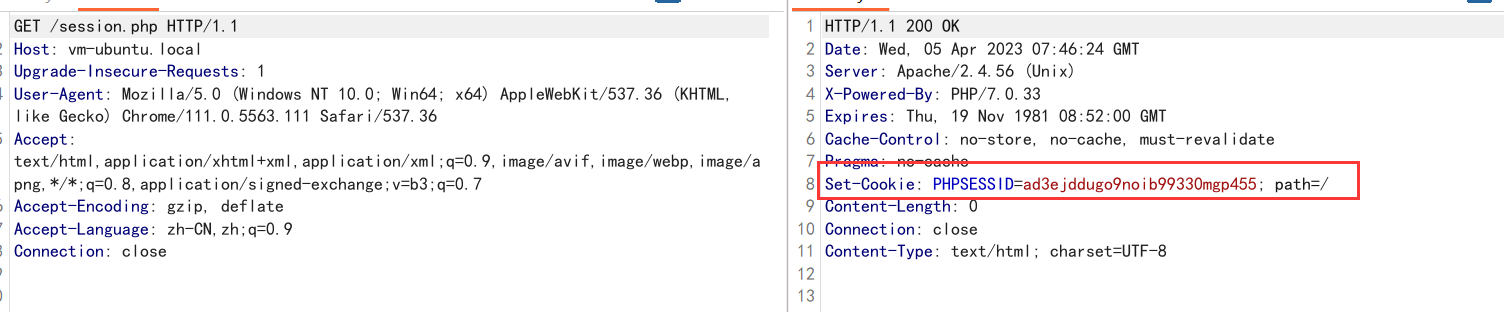 GET /session.php HTTP/1.1
Host: vm-ubuntu.local
Upgrade-Insecure-Requests: 1
User-Agent: Mozilla/5.0 (Windows NT 10.0; Win64; x64) AppleWebKit/537.36 (KHTML,
like Gecko) Chrome/111.0.5563.111 Safari/537.36
Accept:
text/html,application/xhtml+xml,application/xml;q=0.9,image/avif,image/webp,image/a
png,*/*;q=0.8,application/signed-exchange;v=b3;q=0.7
Accept-Encoding: gzip, deflate
Accept-Language: zh-CN,zh;q=0.9
Connection: close
1 HTTP/1.1 200 OK
2 Date: Wed, 05 Apr 2023 07:46:24 GMT
3 Server: Apache/2.4.56 (Unix)
4 X-Powered-By: PHP/7.0.33
5 Expires: Thu, 19 Nov 1981 08:52:00 GMT
6 Cache-Control: no-store, no-cache, must-revalidate
7 Pragma: no-cache
8 Set-Cookie: PHPSESSID=ad3ejddugo9noib99330mgp455; path=/
9 Content-Length: 0
10 Connection: close
11 Content-Type: text/html; charset=UTF-8
12
13